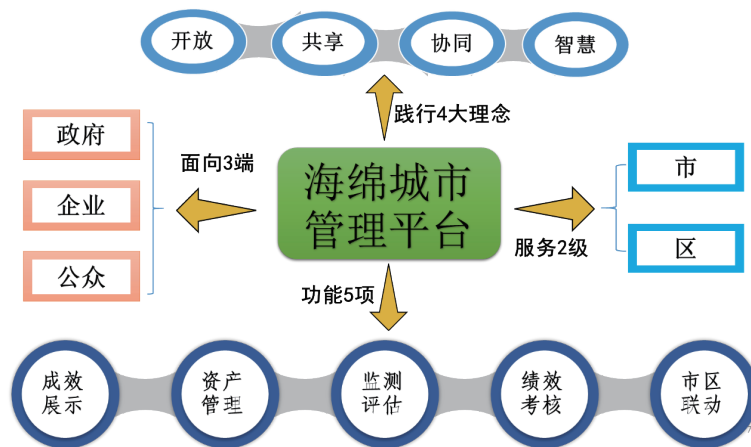 开放
共享
协同
智慧
践行4大理念
政府
企业
公众
面向3端
海绵城市
管理平台
服务2级
市
区
功能5项
成效
展示
资产
管理
监测
评估
绩效
考核
市区
联动